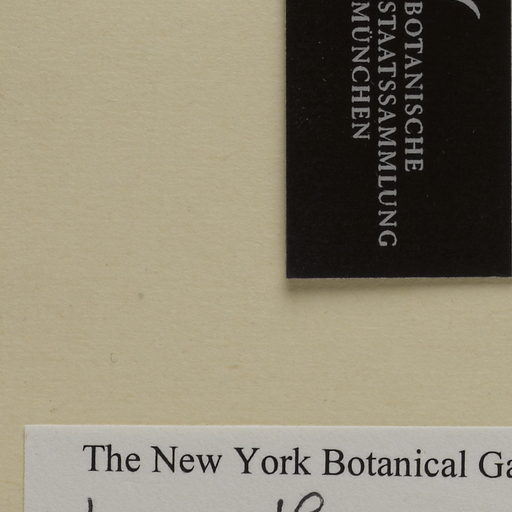 BOTANISCHE
STAATSSAMMLUNG
MÜNCHEN
The New York Botanical Ga